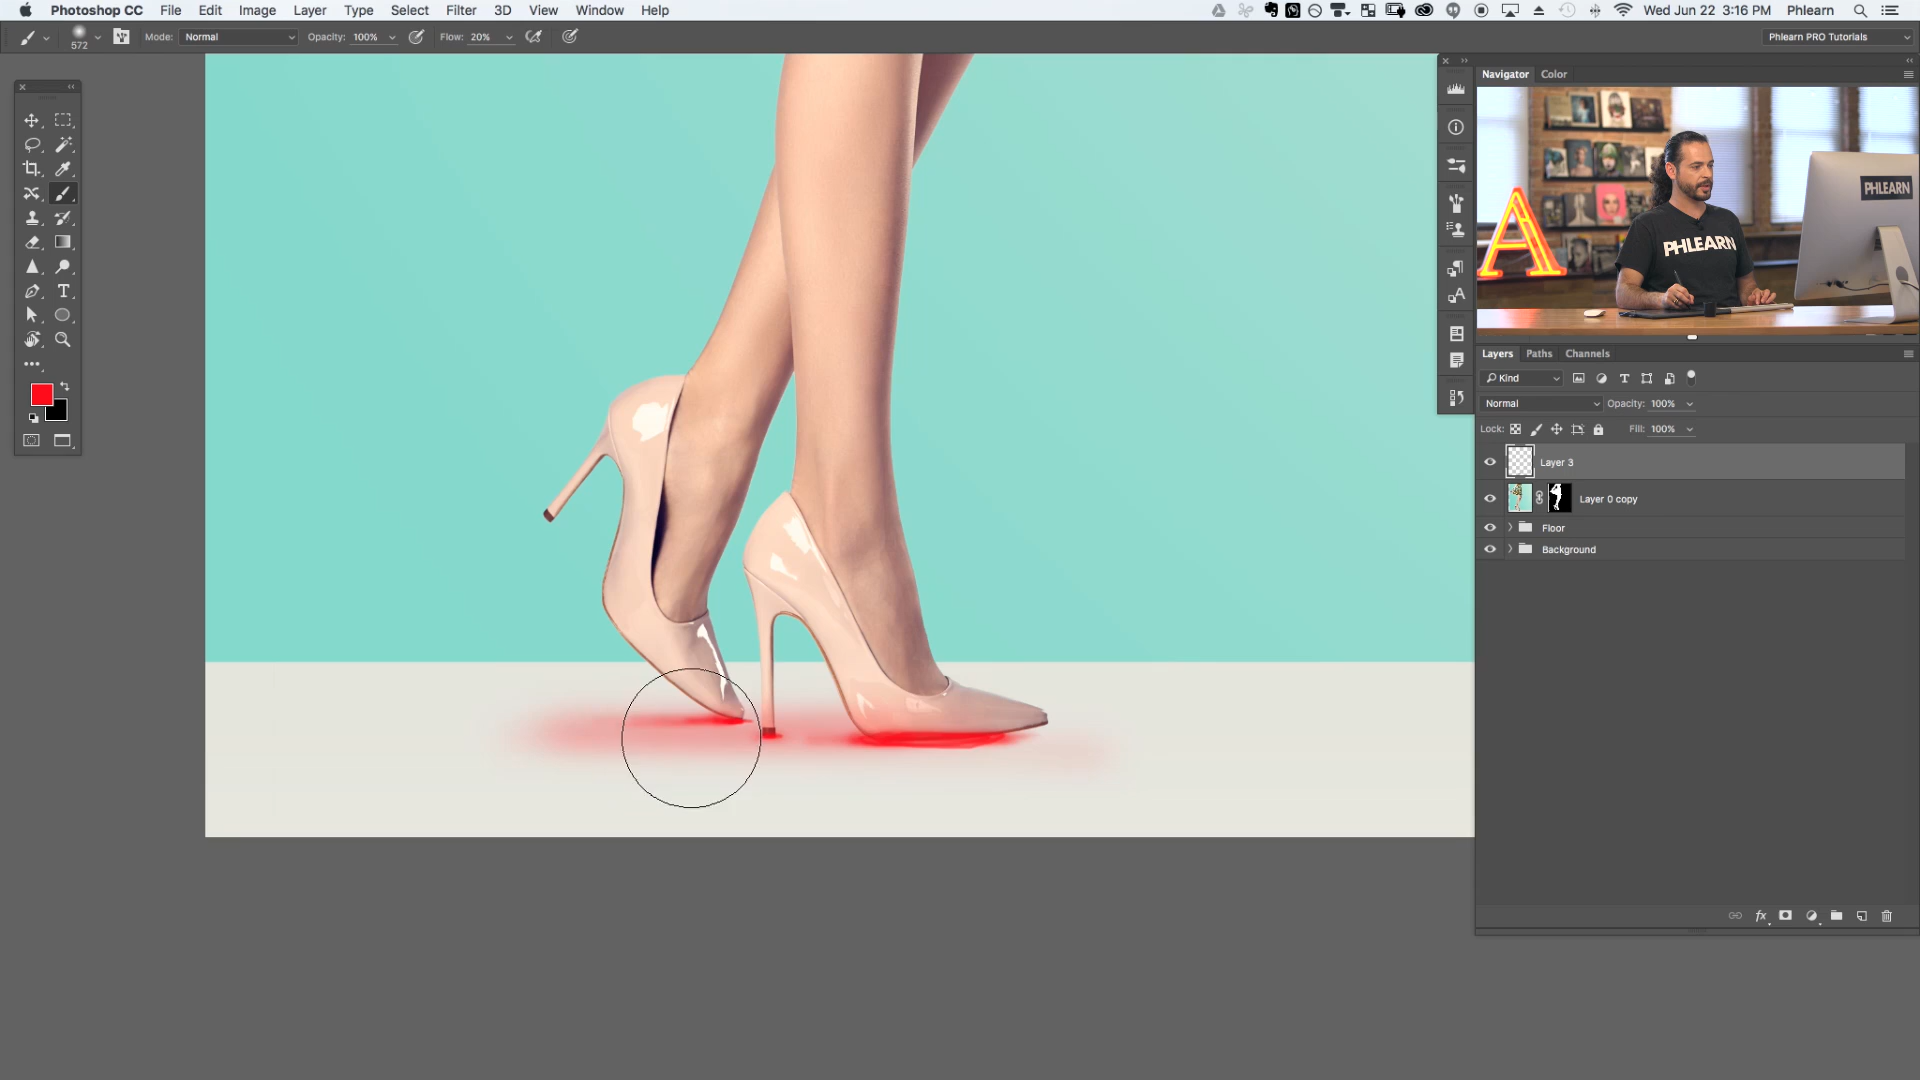 Photoshop CC File Edit Image Layer Type Select Filter 3D View Window Help Wed Jun 22 3:16 PM Phlearn
572 Mode: Normal Opacity: 100% Flow: 20% Phlearn PRO Tutorials
Navigator Color
PHLEARN
PHLEARN
A
Layers Paths Channels
Kind
Normal Opacity: 100%
Lock: Fill: 100%
Layer 3
Layer 0 copy
Floor
Background
fx